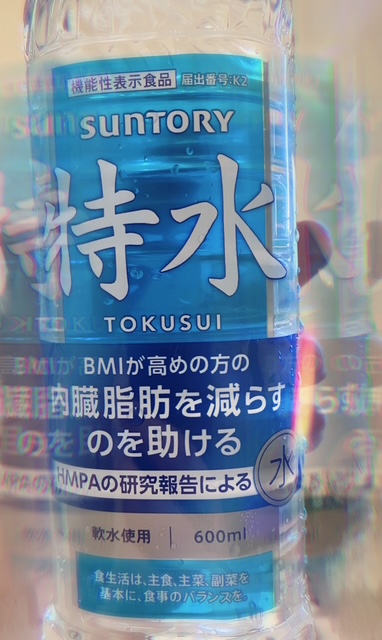 機能性表示食品 届出番号:K2
SUNTORY
特水
TOKUSUI
BMIが高めの方の
内臓脂肪を減らす
のを助ける
HMPAの研究報告による
水
軟水使用 | 600ml
食生活は、主食、主菜、副菜を
基本に、食事のバランスを。